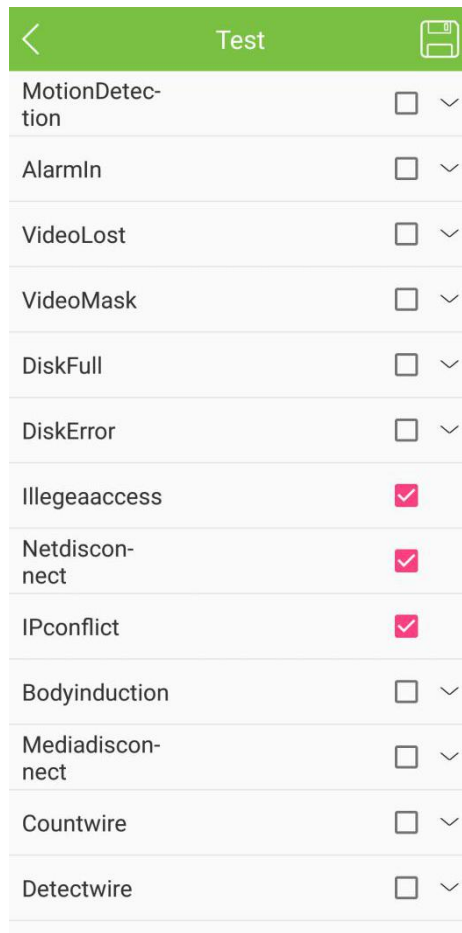 Test
MotionDetec-
tion
AlarmIn
VideoLost
VideoMask
DiskFull
DiskError
Illegeaaccess
Netdiscon-
nect
IPconflict
Bodyinduction
Mediadiscon-
nect
Countwire
Detectwire